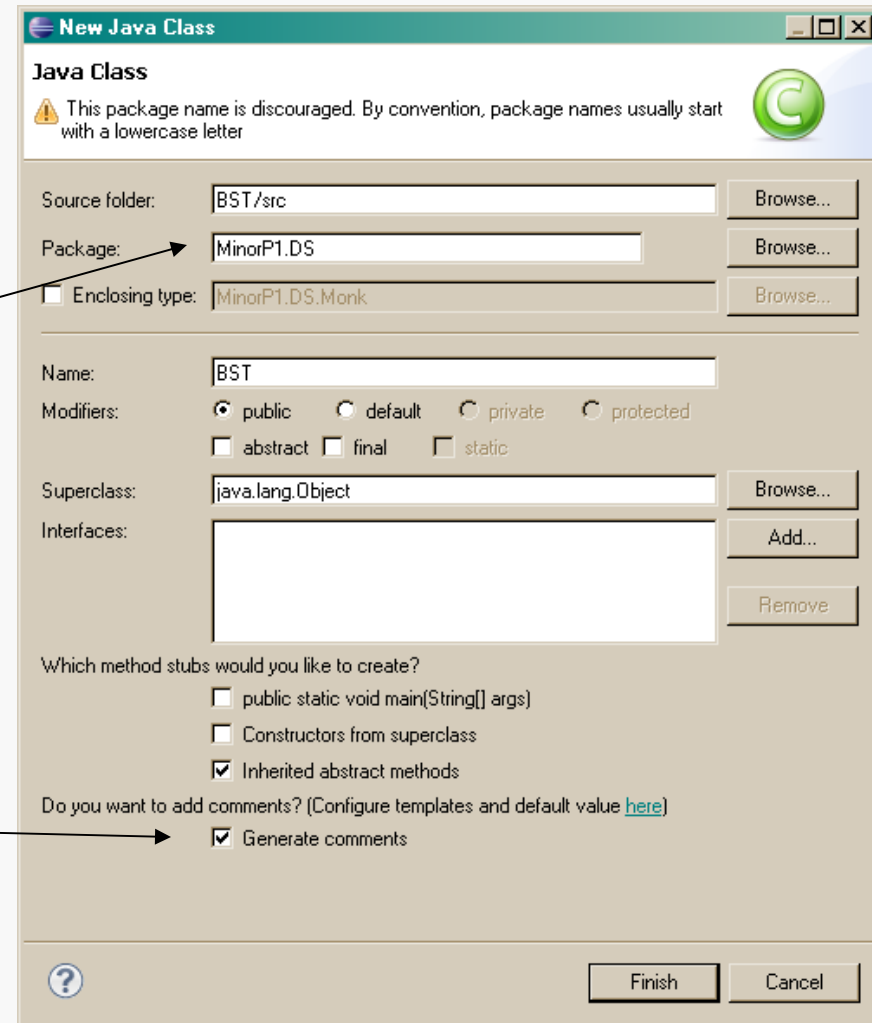 New Java Class
Java Class
This package name is discouraged. By convention, package names usually start
with a lowercase letter
Source folder: BST/src Browse...
Package: MinorP1.DS Browse...
Enclosing type: MinorP1.DS.Monk Browse...
Name: BST
Modifiers: public default private protected
abstract final static
Superclass: java.lang.Object Browse...
Interfaces: Add...
Remove
Which method stubs would you like to create?
public static void main(String[] args)
Constructors from superclass
Inherited abstract methods
Do you want to add comments? (Configure templates and default value here)
Generate comments
? Finish Cancel